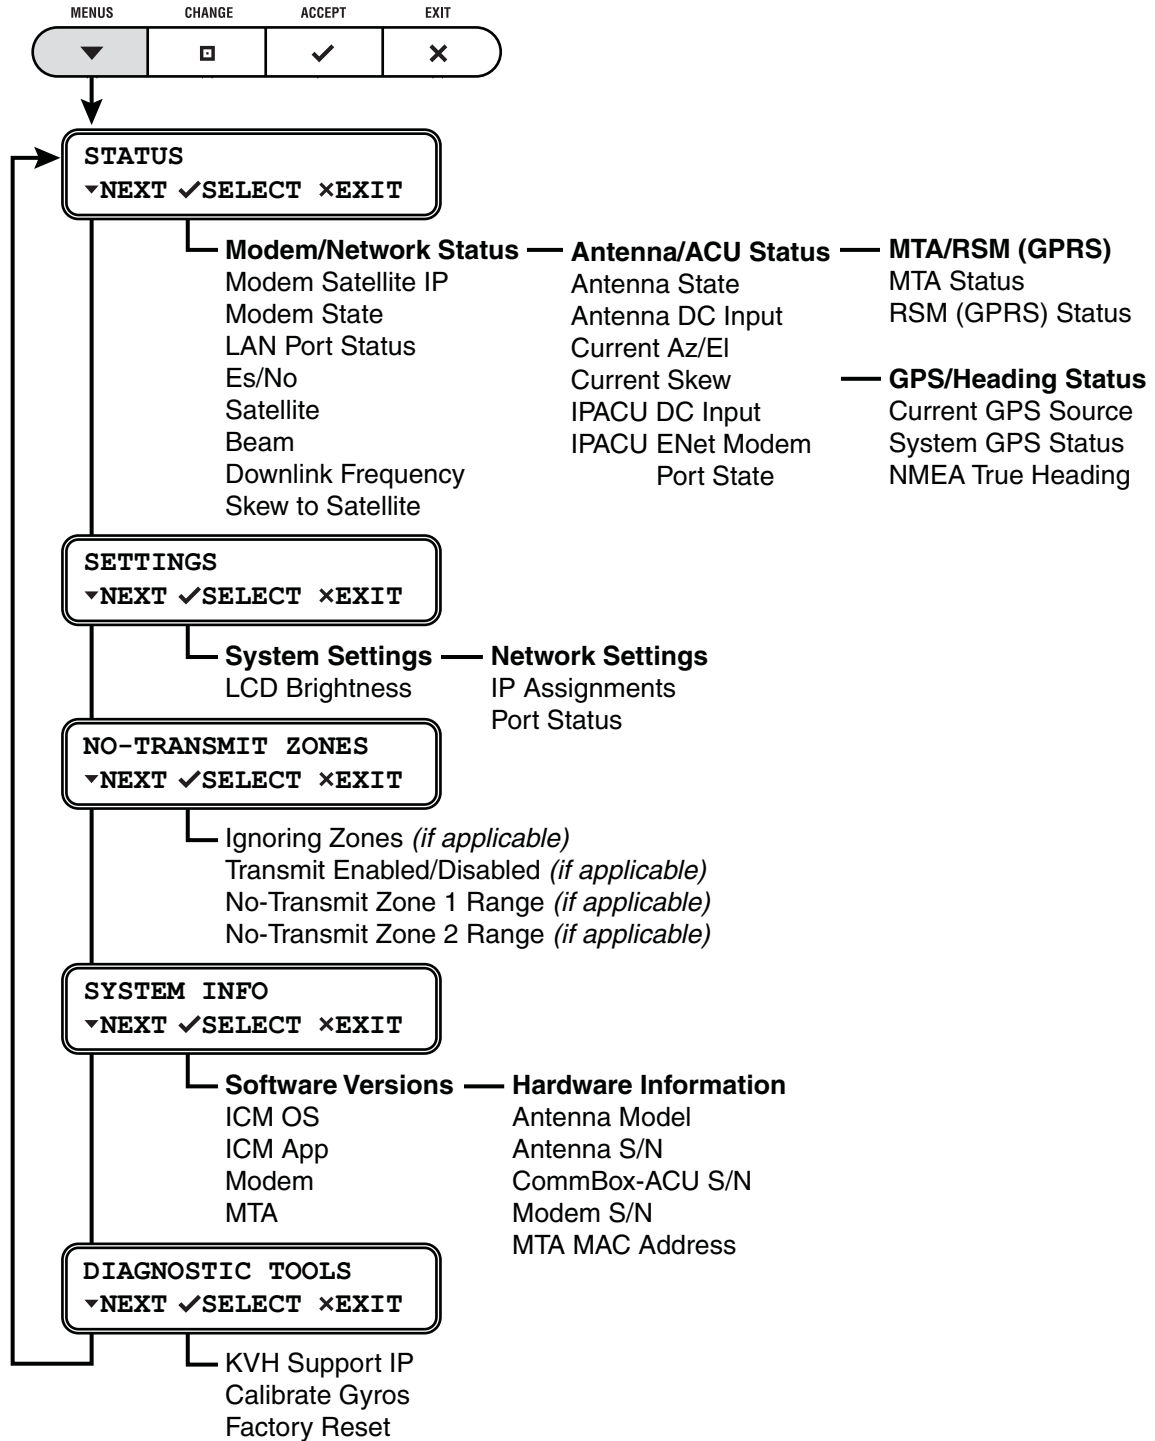 MENUS CHANGE ACCEPT EXIT
STATUS
▼NEXT ✓SELECT ×EXIT
Modem/Network Status
Modem Satellite IP
Modem State
LAN Port Status
Es/No
Satellite
Beam
Downlink Frequency
Skew to Satellite
Antenna/ACU Status
Antenna State
Antenna DC Input
Current Az/El
Current Skew
IPACU DC Input
IPACU ENet Modem
Port State
MTA/RSM (GPRS)
MTA Status
RSM (GPRS) Status
GPS/Heading Status
Current GPS Source
System GPS Status
NMEA True Heading
SETTINGS
▼NEXT ✓SELECT ×EXIT
System Settings
LCD Brightness
Network Settings
IP Assignments
Port Status
NO-TRANSMIT ZONES
▼NEXT ✓SELECT ×EXIT
Ignoring Zones (if applicable)
Transmit Enabled/Disabled (if applicable)
No-Transmit Zone 1 Range (if applicable)
No-Transmit Zone 2 Range (if applicable)
SYSTEM INFO
▼NEXT ✓SELECT ×EXIT
Software Versions
ICM OS
ICM App
Modem
MTA
Hardware Information
Antenna Model
Antenna S/N
CommBox-ACU S/N
Modem S/N
MTA MAC Address
DIAGNOSTIC TOOLS
▼NEXT ✓SELECT ×EXIT
KVH Support IP
Calibrate Gyros
Factory Reset